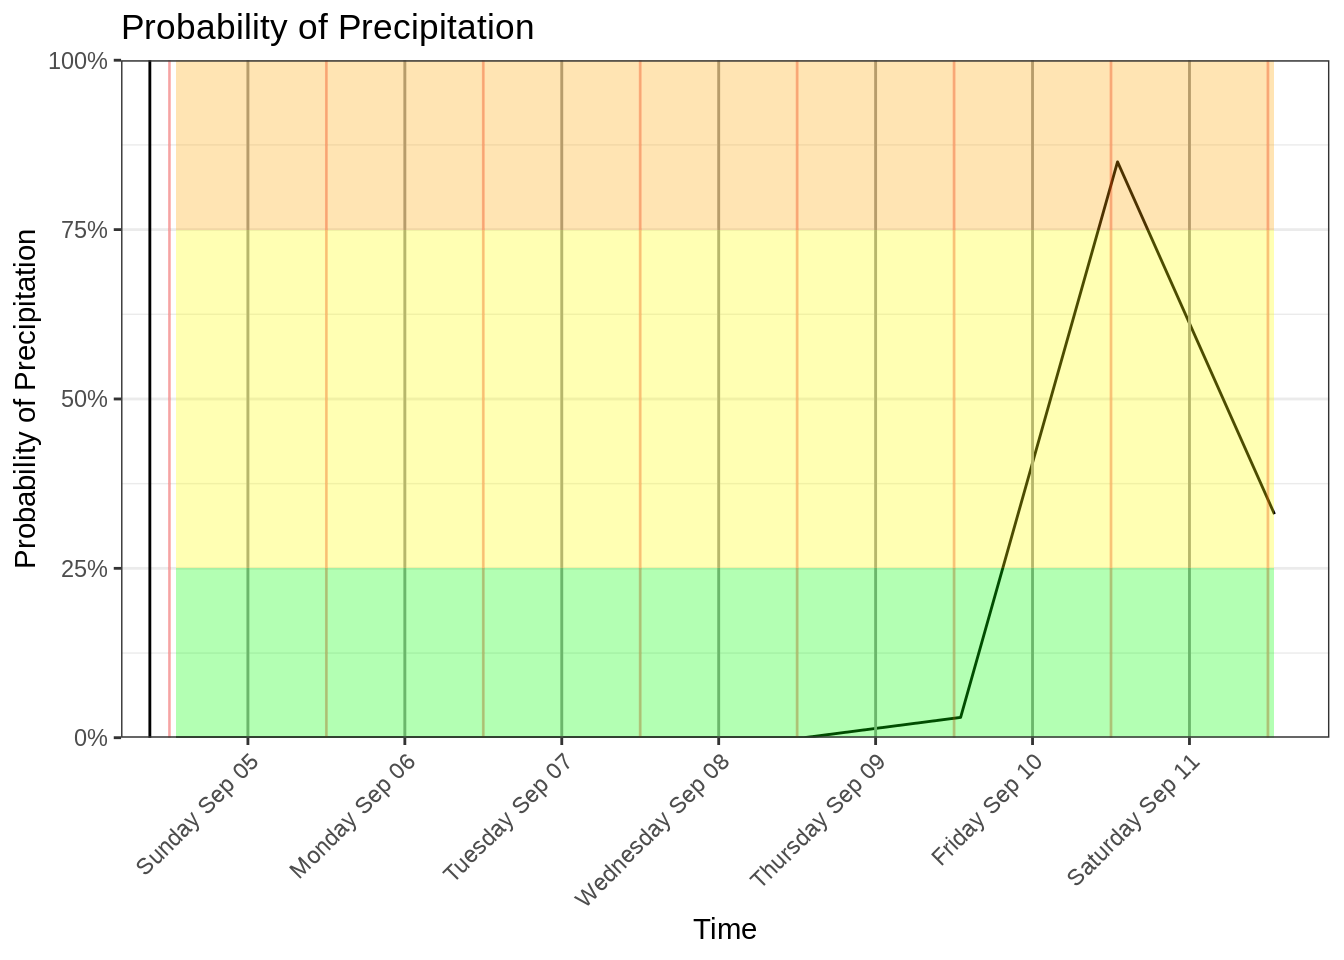 Probability of Precipitation
Probability of Precipitation
100%
75%
50%
25%
0%
Sunday Sep 05
Monday Sep 06
Tuesday Sep 07
Wednesday Sep 08
Thursday Sep 09
Friday Sep 10
Saturday Sep 11
Time